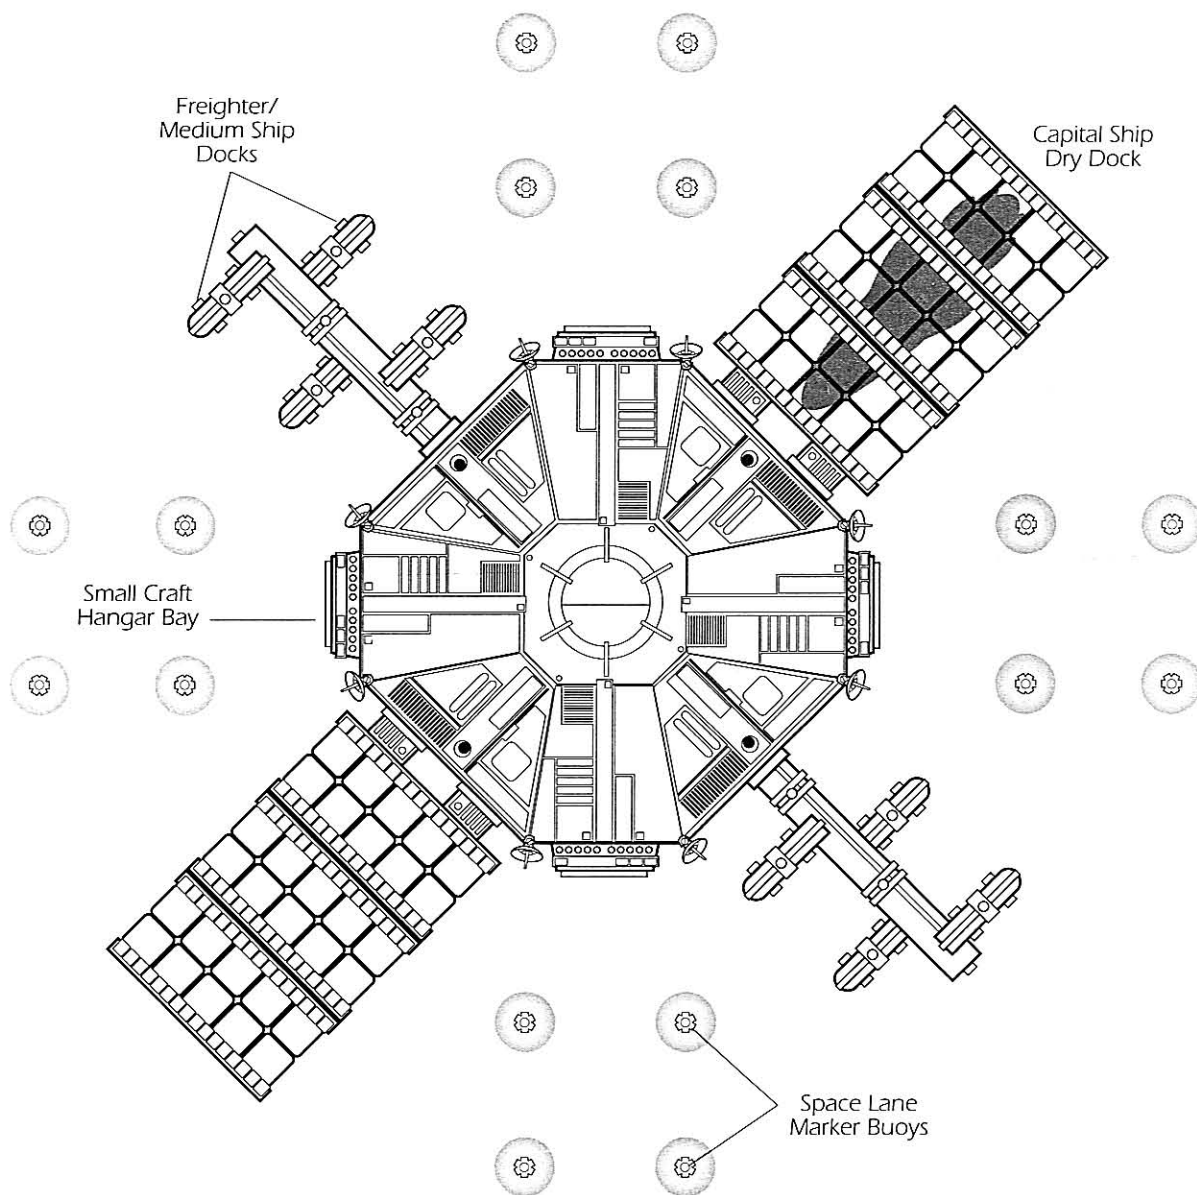 Freighter/
Medium Ship
Docks
Capital Ship
Dry Dock
Small Craft
Hangar Bay
Space Lane
Marker Buoys